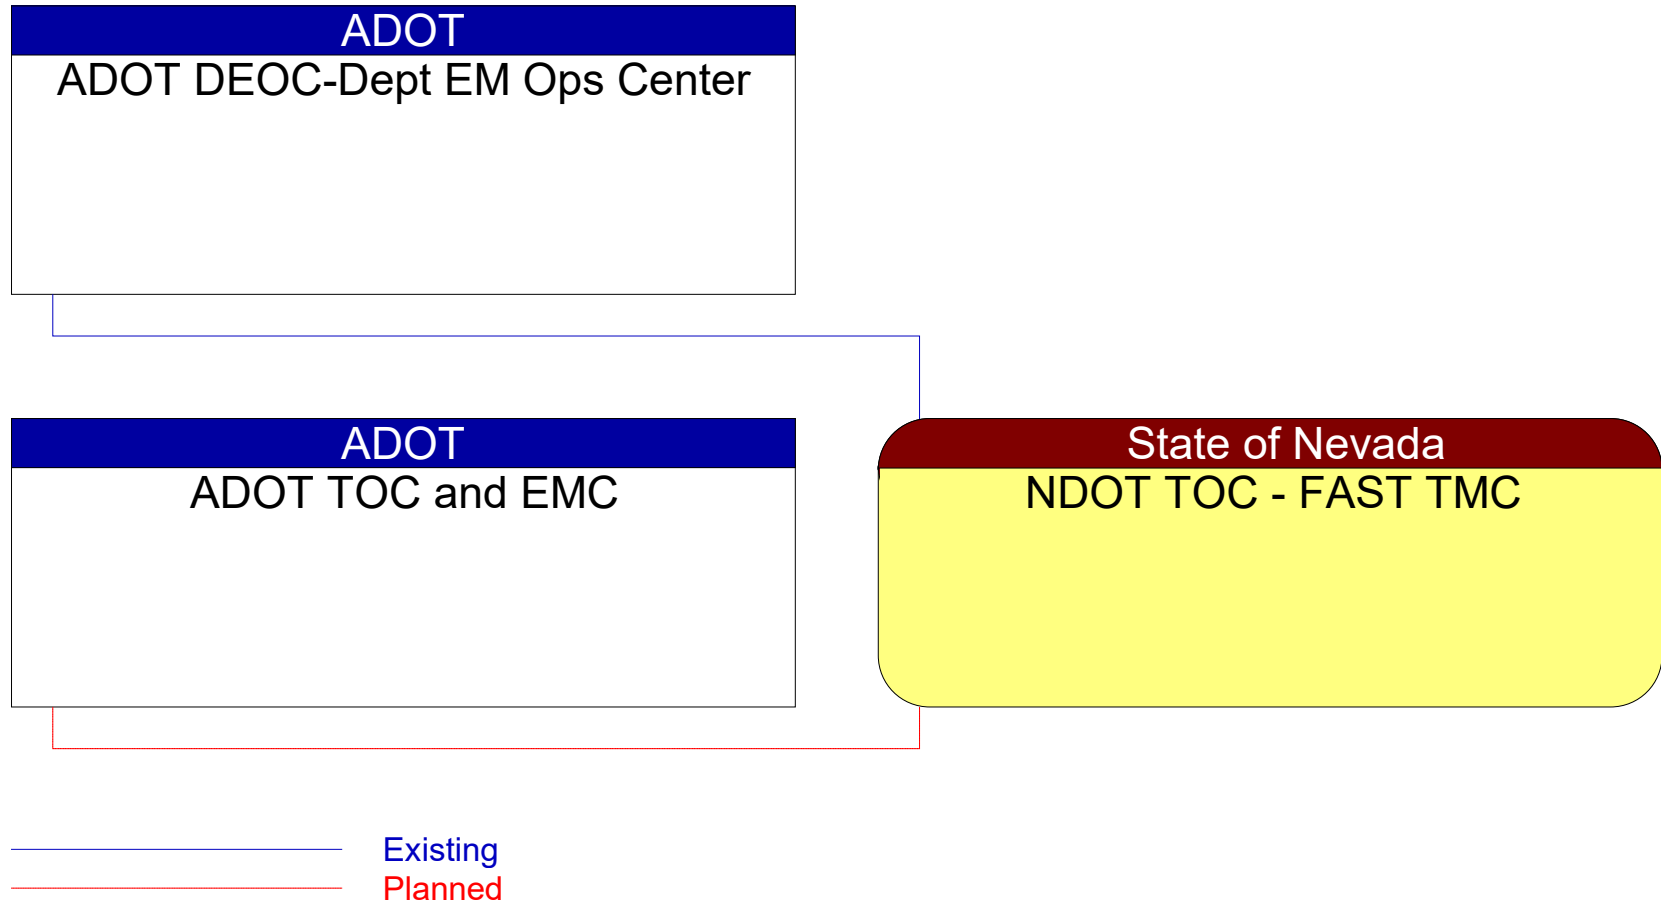 ADOT
ADOT DEOC-Dept EM Ops Center
ADOT
ADOT TOC and EMC
State of Nevada
NDOT TOC - FAST TMC
Existing
Planned